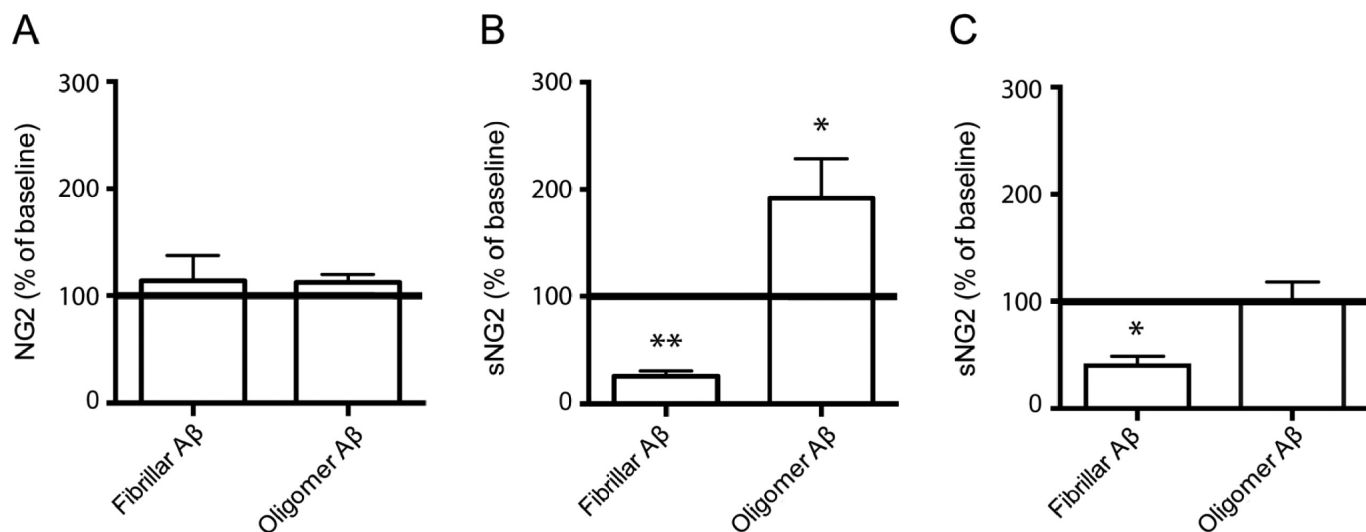 A
NG2 (% of baseline)
300
200
100
0
Fibrillar Aβ
Oligomer Aβ
B
sNG2 (% of baseline)
300
200
100
0
**
*
Fibrillar Aβ
Oligomer Aβ
C
sNG2 (% of baseline)
300
200
100
0
*
Fibrillar Aβ
Oligomer Aβ